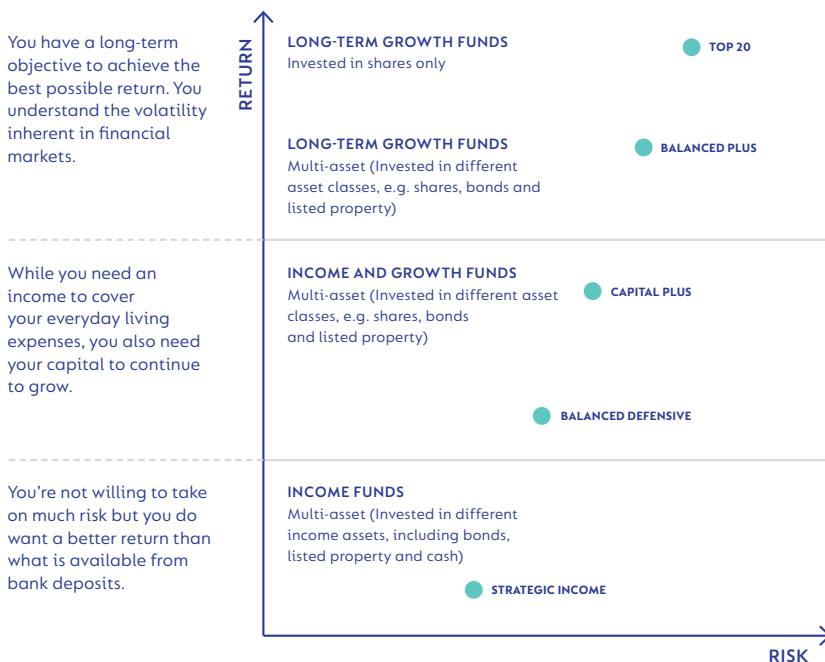 You have a long-term
objective to achieve the
best possible return. You
understand the volatility
inherent in financial
markets.
RETURN
LONG-TERM GROWTH FUNDS
Invested in shares only
TOP 20
LONG-TERM GROWTH FUNDS
Multi-asset (Invested in different
asset classes, e.g. shares, bonds and
listed property)
BALANCED PLUS
While you need an
income to cover
your everyday living
expenses, you also need
your capital to continue
to grow.
INCOME AND GROWTH FUNDS
Multi-asset (Invested in different asset
classes, e.g. shares, bonds
and listed property)
CAPITAL PLUS
BALANCED DEFENSIVE
You're not willing to take
on much risk but you do
want a better return than
what is available from
bank deposits.
INCOME FUNDS
Multi-asset (Invested in different
income assets, including bonds,
listed property and cash)
STRATEGIC INCOME
RISK